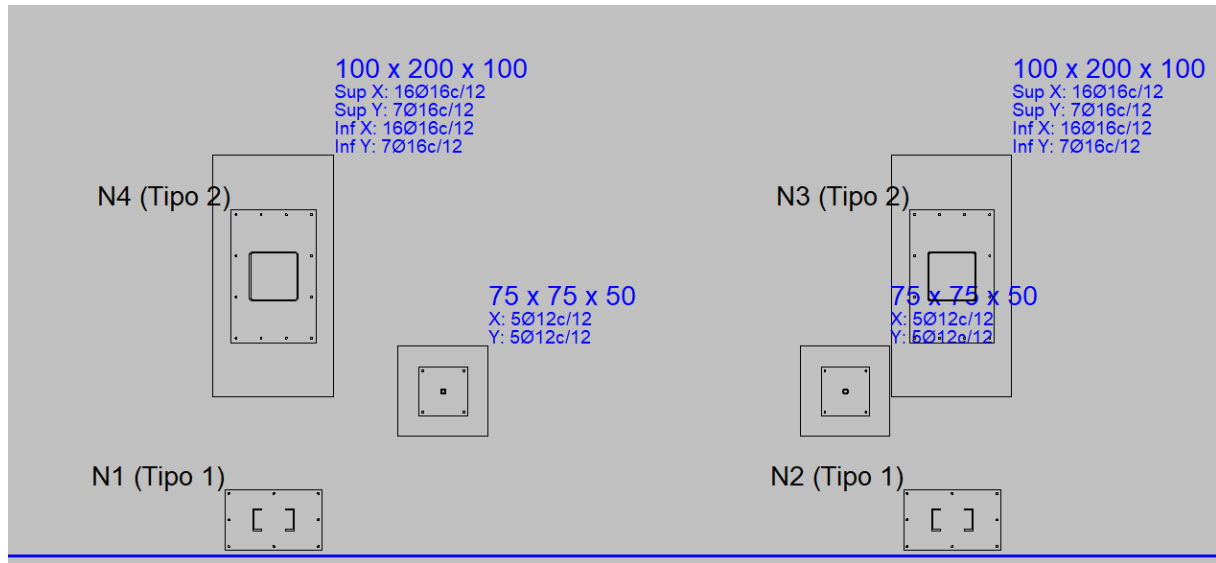 100 x 200 x 100
Sup X: 16Ø16c/12
Sup Y: 7Ø16c/12
Inf X: 16Ø16c/12
Inf Y: 7Ø16c/12
N4 (Tipo 2)
75 x 75 x 50
X: 5Ø12c/12
Y: 5Ø12c/12
N1 (Tipo 1)
100 x 200 x 100
Sup X: 16Ø16c/12
Sup Y: 7Ø16c/12
Inf X: 16Ø16c/12
Inf Y: 7Ø16c/12
N3 (Tipo 2)
75 x 75 x 50
X: 5Ø12c/12
Y: 5Ø12c/12
N2 (Tipo 1)